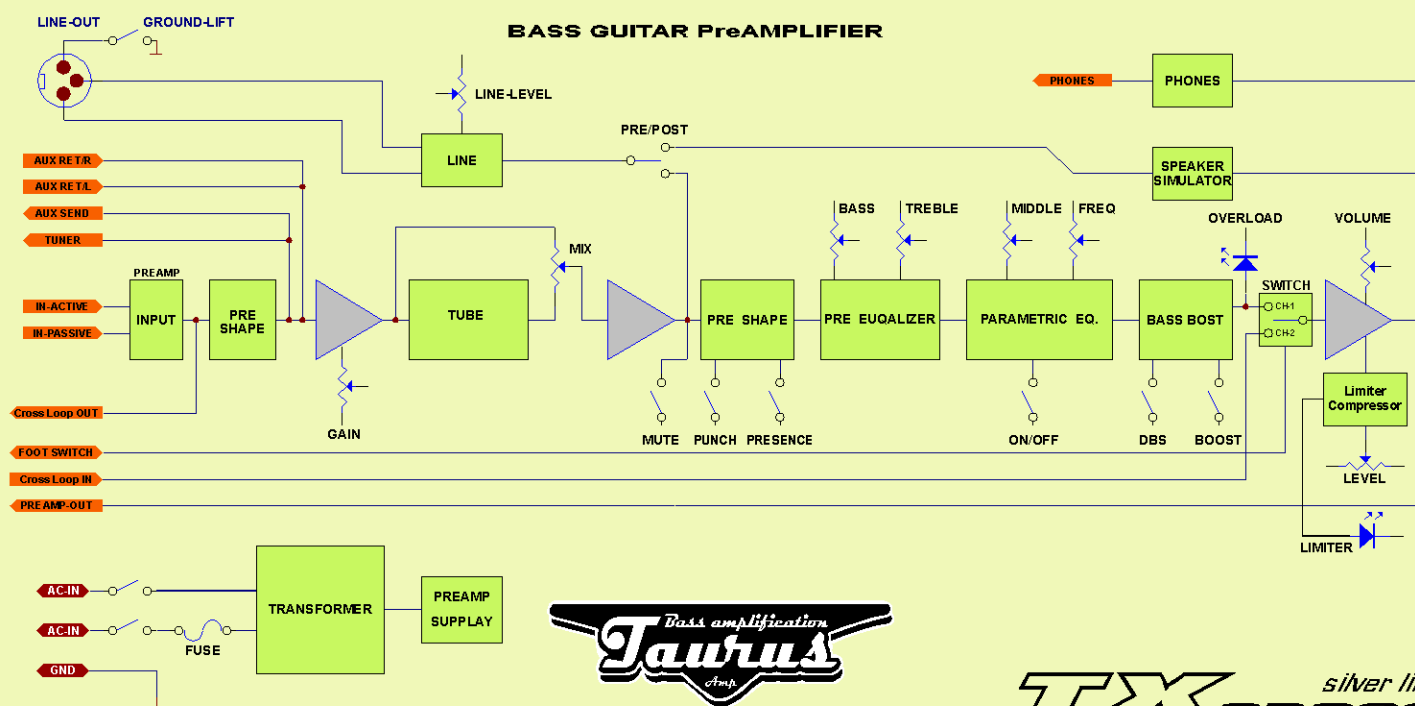 LINE-OUT
GROUND-LIFT
BASS GUITAR PreAMPLIFIER
LINE-LEVEL
PHONES
PHONES
PRE/POST
LINE
AUX RET/R
AUX RET/L
AUX SEND
TUNER
SPEAKER
SIMULATOR
BASS
TREBLE
MIDDLE
FREQ
OVERLOAD
VOLUME
MIX
PREAMP
SWITCH
IN-ACTIVE
IN-PASSIVE
INPUT
PRE
SHAPE
TUBE
PRE SHAPE
PRE EUQALIZER
PARAMETRIC EQ.
BASS BOST
CH-1
CH-2
Limiter
Compressor
Cross Loop OUT
GAIN
MUTE
PUNCH
PRESENCE
ON/OFF
DBS
BOOST
FOOT SWITCH
Cross Loop IN
LEVEL
PREAMP-OUT
LIMITER
AC-IN
AC-IN
FUSE
GND
TRANSFORMER
PREAMP
SUPPLAY
Bass amplification
Taurus
Amp
silver li
TX